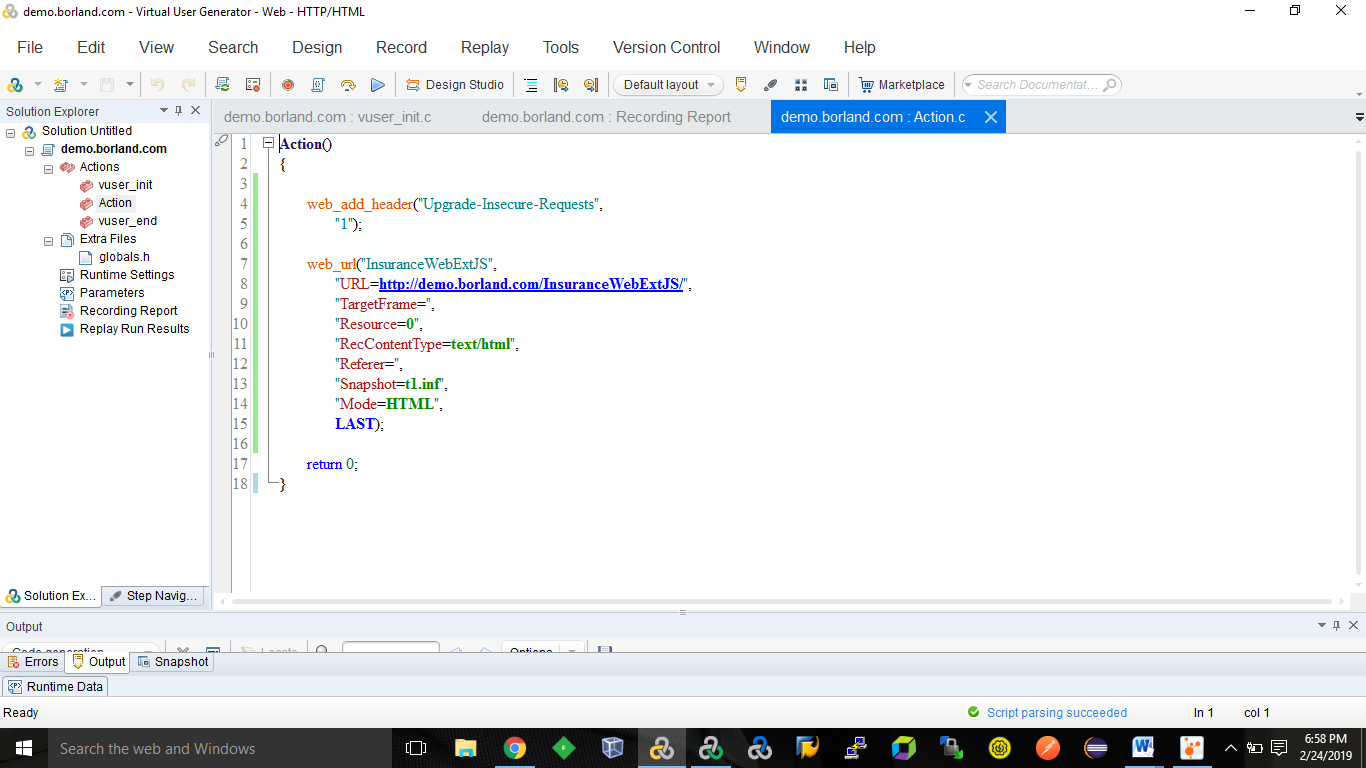 demo.borland.com - Virtual User Generator - Web - HTTP/HTML
File Edit View Search Design Record Replay Tools Version Control Window Help
Design Studio Default layout Marketplace Search Documentat...
Solution Explorer
Solution Untitled
demo.borland.com
Actions
vuser_init
Action
vuser_end
Extra Files
globals.h
Runtime Settings
Parameters
Recording Report
Replay Run Results
Solution Ex... Step Navig...
demo.borland.com : vuser_init.c demo.borland.com : Recording Report demo.borland.com : Action.c
1 Action()
2 {
3
4 web_add_header("Upgrade-Insecure-Requests",
5 "1");
6
7 web_url("InsuranceWebExtJS",
8 "URL=http://demo.borland.com/InsuranceWebExtJS/",
9 "TargetFrame=",
10 "Resource=0",
11 "RecContentType=text/html",
12 "Referer=",
13 "Snapshot=t1.inf",
14 "Mode=HTML",
15 LAST);
16
17 return 0;
18 }
Output
Code generation Locate Options
Errors Output Snapshot
Runtime Data
Ready Script parsing succeeded ln 1 col 1
Search the web and Windows
6:58 PM
2/24/2019